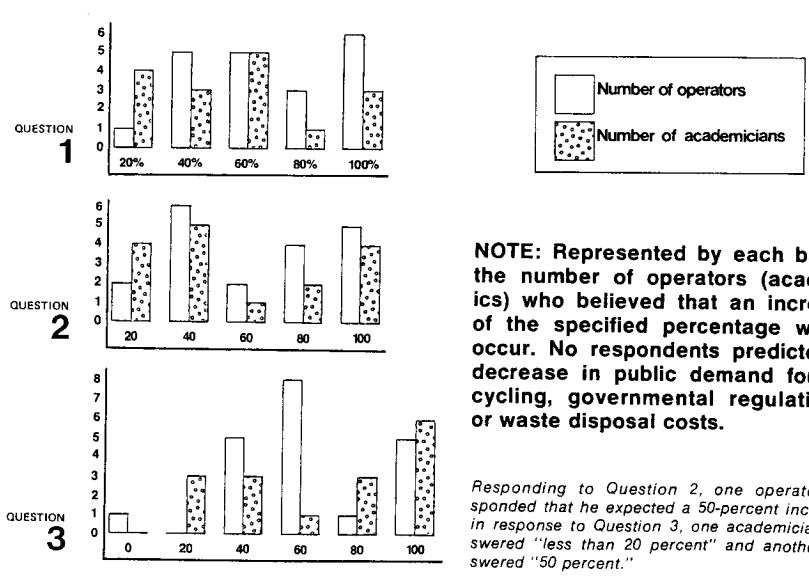 6
5
4
3
2
1
0
QUESTION
1
20% 40% 60% 80% 100%
Number of operators
Number of academicians
6
5
4
3
2
1
0
QUESTION
2
20 40 60 80 100
8
7
6
5
4
3
2
1
0
QUESTION
3
0 20 40 60 80 100
NOTE: Represented by each b
the number of operators (acad
ics) who believed that an incre
of the specified percentage w
occur. No respondents predicte
decrease in public demand for
cycling, governmental regulati
or waste disposal costs.
Responding to Question 2, one operato
sponded that he expected a 50-percent inc
in response to Question 3, one academicia
swered "less than 20 percent" and anothe
swered "50 percent."